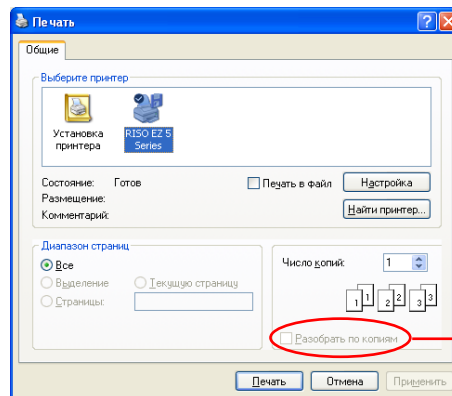 Печать
Общие
Выберите принтер
Установка принтера
RISO EZ 5 Series
Состояние: Готов
Размещение:
Комментарий:
Печать в файл
Настройка
Найти принтер...
Диапазон страниц
Все
Выделение
Текущую страницу
Страницы:
Число копий: 1
1 1 2 2 3 3
Разобрать по копиям
Печать
Отмена
Применить